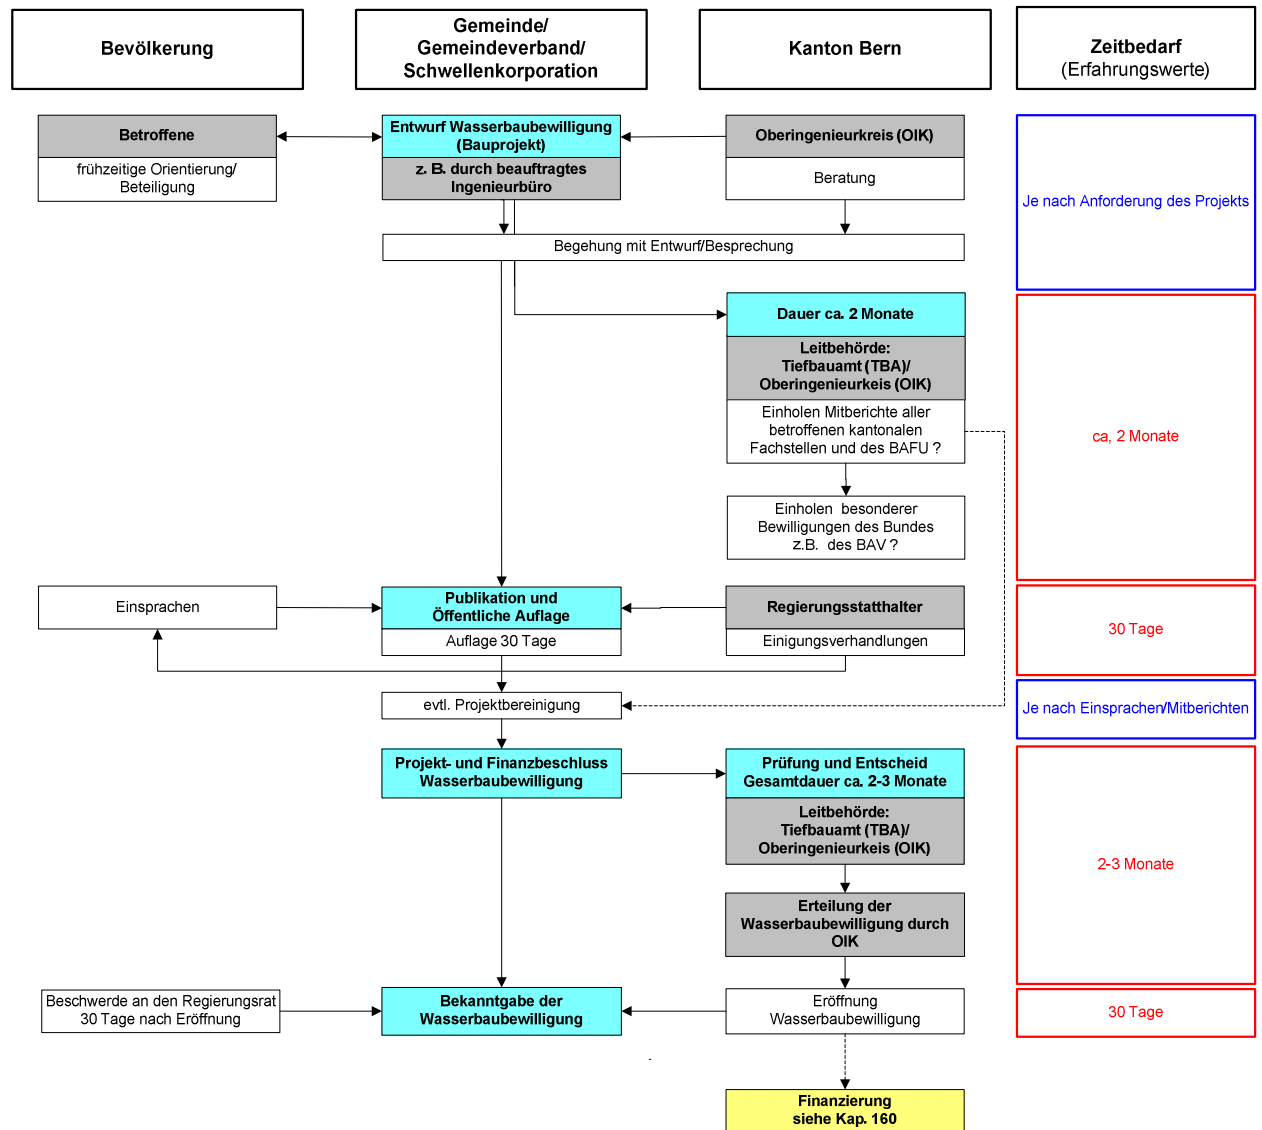 Bevölkerung
Gemeinde/
Gemeindeverband/
Schwellenkorporation
Kanton Bern
Zeitbedarf
(Erfahrungswerte)
Betroffene
frühzeitige Orientierung/
Beteiligung
Entwurf Wasserbaubewilligung
(Bauprojekt)
z. B. durch beauftragtes
Ingenieurbüro
Oberingenieurkreis (OIK)
Beratung
Je nach Anforderung des Projekts
Begehung mit Entwurf/Besprechung
Dauer ca. 2 Monate
Leitbehörde:
Tiefbauamt (TBA)/
Oberingenieurkeis (OIK)
Einholen Mitberichte aller
betroffenen kantonalen
Fachstellen und des BAFU ?
ca, 2 Monate
Einholen besonderer
Bewilligungen des Bundes
z.B. des BAV ?
Einsprachen
Publikation und
Öffentliche Auflage
Auflage 30 Tage
Regierungsstatthalter
Einigungsverhandlungen
30 Tage
evtl. Projektbereinigung
Je nach Einsprachen/Mitberichten
Projekt- und Finanzbeschluss
Wasserbaubewilligung
Prüfung und Entscheid
Gesamtdauer ca. 2-3 Monate
Leitbehörde:
Tiefbauamt (TBA)/
Oberingenieurkeis (OIK)
2-3 Monate
Erteilung der
Wasserbaubewilligung durch
OIK
Beschwerde an den Regierungsrat
30 Tage nach Eröffnung
Bekanntgabe der
Wasserbaubewilligung
Eröffnung
Wasserbaubewilligung
30 Tage
Finanzierung
siehe Kap. 160